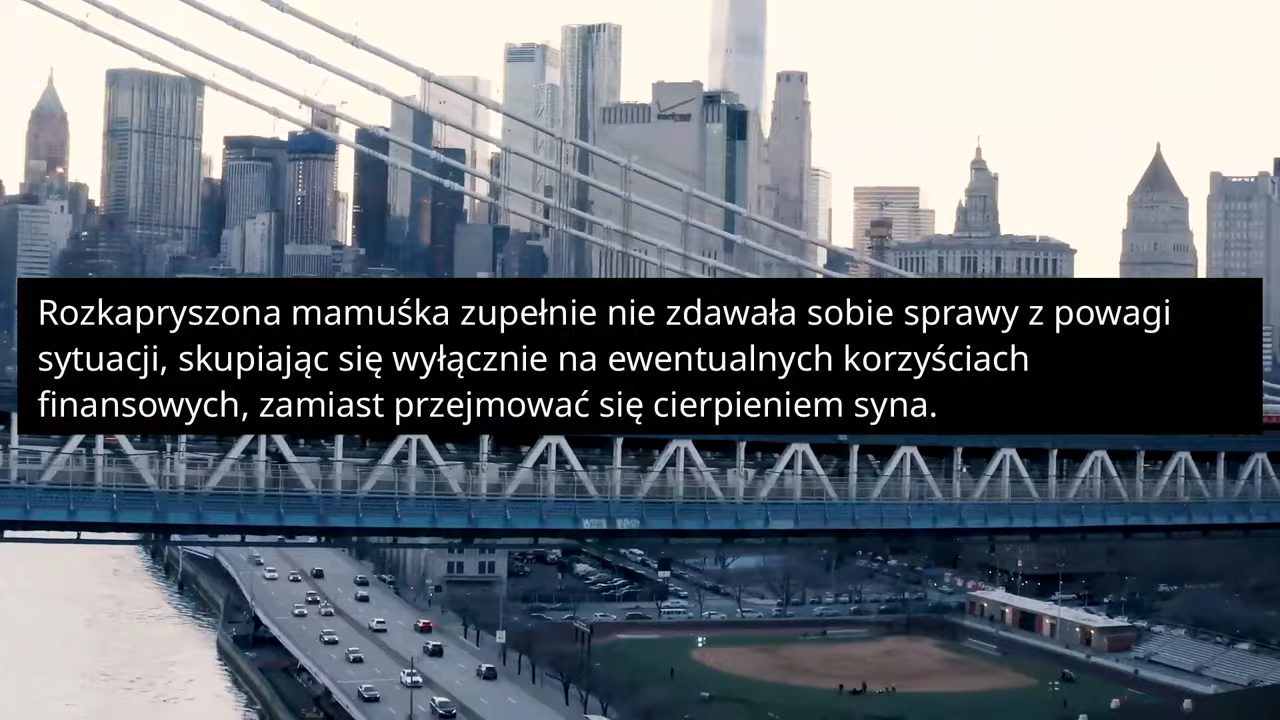 verizon
Rozkapryszona mamuśka zupełnie nie zdawała sobie sprawy z powagi
sytuacji, skupiając się wyłącznie na ewentualnych korzyściach
finansowych, zamiast przejmować się cierpieniem syna.